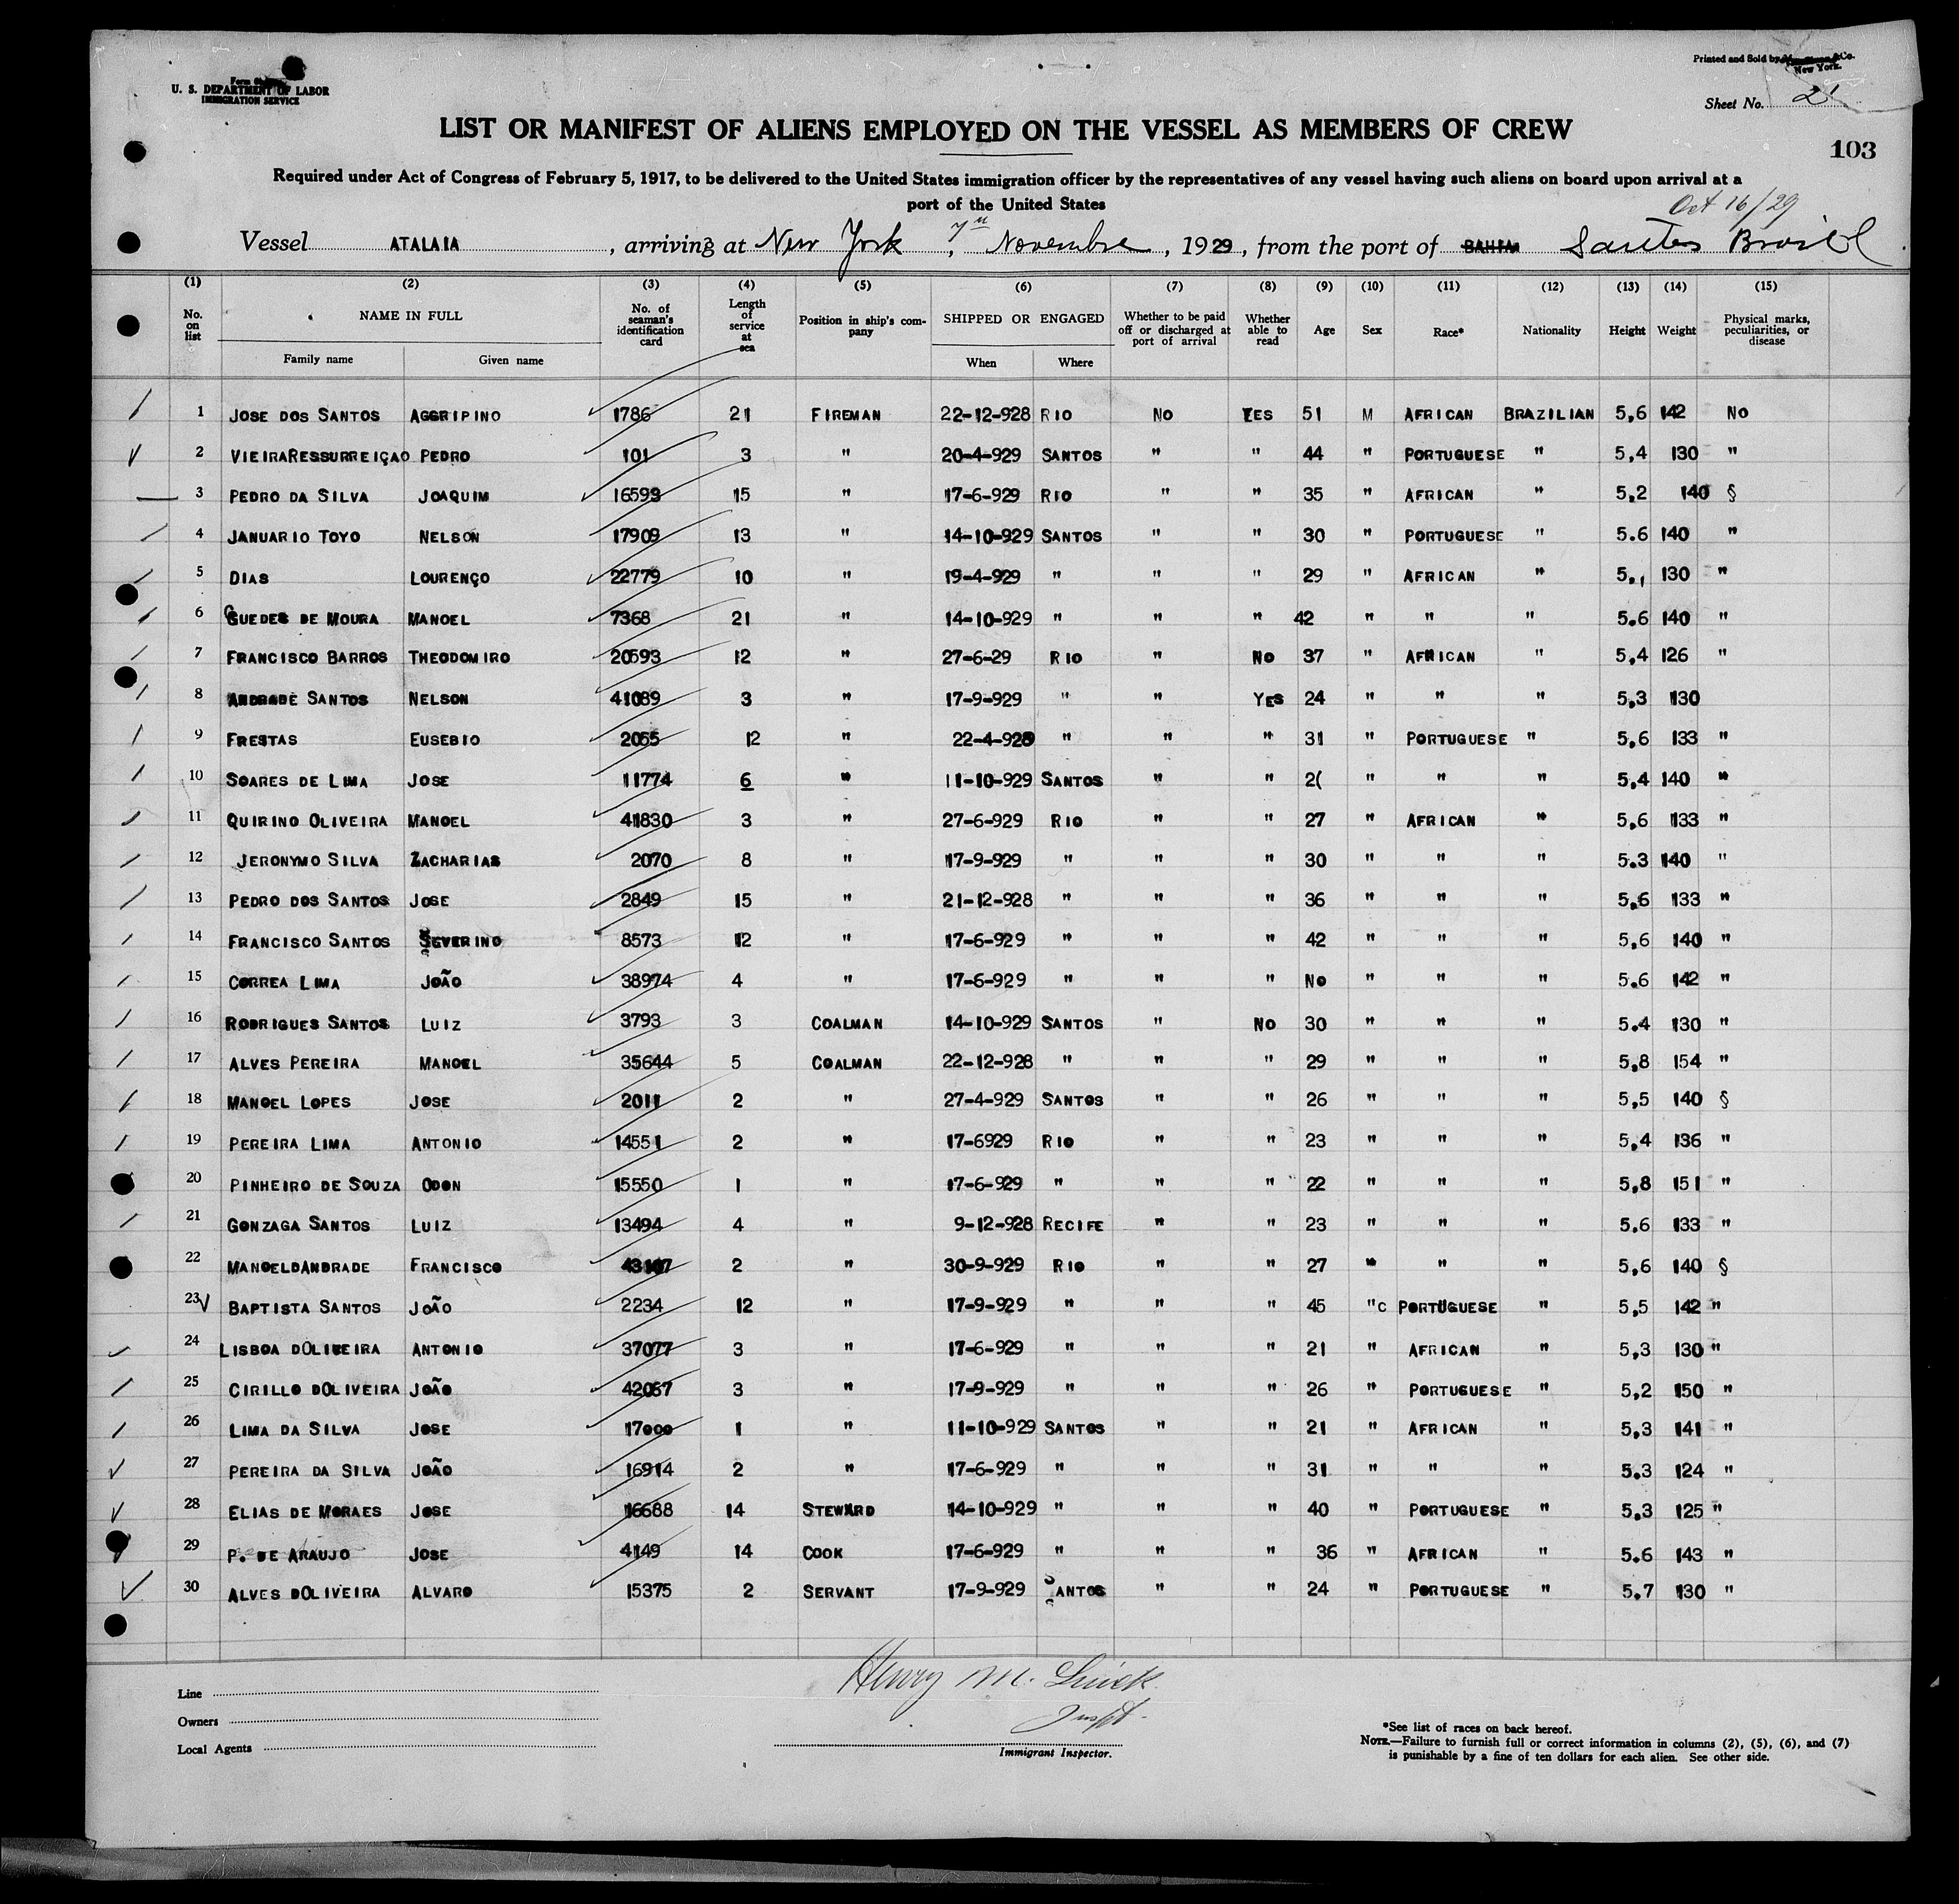 U. S. DEPARTMENT OF LABOR
IMMIGRATION SERVICE
Printed and Sold by Co.
New York.
Sheet No. 2
LIST OR MANIFEST OF ALIENS EMPLOYED ON THE VESSEL AS MEMBERS OF CREW
103
Required under Act of Congress of February 5, 1917, to be delivered to the United States immigration officer by the representatives of any vessel having such aliens on board upon arrival at a
port of the United States
Oct 16/29
Vessel ATALAIA, arriving at New York, 7th Novembre, 1929, from the port of BAHIA Santos Brasil
(1) (2) (3) (4) (5) (6) (7) (8) (9) (10) (11) (12) (13) (14) (15)
No. on list NAME IN FULL No. of seaman's identification card Length of service at sea Position in ship's company SHIPPED OR ENGAGED Whether to be paid off or discharged at port of arrival Whether able to read Age Sex Race* Nationality Height Weight Physical marks, peculiarities, or disease
Family name Given name When Where
1 JOSE DOS SANTOS AGGRIPINO 1786 21 FIREMAN 22-12-928 RIO NO YES 51 M AFRICAN BRAZILIAN 5,6 142 NO
2 VIEIRARESSURREIÇAO PEDRO 101 3 " 20-4-929 SANTOS " " 44 " PORTUGUESE " 5,4 130 "
3 PEDRO DA SILVA JOAQUIM 16599 15 " 17-6-929 RIO " " 35 " AFRICAN " 5,2 140 §
4 JANUARIO TOYO NELSON 17909 13 " 14-10-929 SANTOS " " 30 " PORTUGUESE " 5.6 140 "
5 DIAS LOURENÇO 22779 10 " 19-4-929 " " " 29 " AFRICAN " 5,1 130 "
6 GUEDES DE MOURA MANOEL 7368 21 " 14-10-929 " " " 42 " " " 5.6 140 "
7 FRANCISCO BARROS THEODOMIRO 20593 12 " 27-6-29 RIO " NO 37 " AFRICAN " 5,4 126 "
8 ANDRADE SANTOS NELSON 41089 3 " 17-9-929 " " YES 24 " " " 5,3 130
9 FRESTAS EUSEBIO 2055 12 " 22-4-928 " " " 31 " PORTUGUESE " 5,6 133 "
10 SOARES DE LIMA JOSE 11774 6 " 11-10-929 SANTOS " " 2( " " " 5,4 140 "
11 QUIRINO OLIVEIRA MANOEL 41830 3 " 27-6-929 RIO " " 27 " AFRICAN " 5,6 133 "
12 JERONYMO SILVA ZACHARIAS 2070 8 " 17-9-929 " " " 30 " " " 5.3 140 "
13 PEDRO DOS SANTOS JOSE 2849 15 " 21-12-928 " " " 36 " " " 5,6 133 "
14 FRANCISCO SANTOS SEVERINO 8573 12 " 17-6-929 " " " 42 " " " 5,6 140 "
15 CORREA LIMA JOÃO 38974 4 " 17-6-929 " " " NO " " " 5.6 142 "
16 RODRIGUES SANTOS LUIZ 3793 3 COALMAN 14-10-929 SANTOS " NO 30 " " " 5.4 130 "
17 ALVES PEREIRA MANOEL 35644 5 COALMAN 22-12-928 " " " 29 " " " 5,8 154 "
18 MANOEL LOPES JOSE 2011 2 " 27-4-929 SANTOS " " 26 " " " 5,5 140 §
19 PEREIRA LIMA ANTONIO 14551 2 " 17-6929 RIO " " 23 " " " 5,4 136 "
20 PINHEIRO DE SOUZA ODON 15550 1 " 17-6-929 " " " 22 " " " 5,8 151 "
21 GONZAGA SANTOS LUIZ 13494 4 " 9-12-928 RECIFE " " 23 " " " 5.6 133 "
22 MANOELDANDRADE FRANCISCO 2 " 30-9-929 RIO " " 27 " " " 5,6 140 §
23 BAPTISTA SANTOS JOÃO 2234 12 " 17-9-929 " " " 45 "C PORTUGUESE " 5,5 142 "
24 LISBOA DOLIVEIRA ANTONIO 37077 3 " 17-6-929 " " " 21 " AFRICAN " 5,3 130 "
25 CIRILLO DOLIVEIRA JOÃO 42067 3 " 17-9-929 " " " 26 " PORTUGUESE " 5,2 150 "
26 LIMA DA SILVA JOSE 17000 1 " 11-10-929 SANTOS " " 21 " AFRICAN " 5,3 141 "
27 PEREIRA DA SILVA JOÃO 16914 2 " 17-6-929 " " " 31 " " " 5.3 124 "
28 ELIAS DE MORAES JOSE 16688 14 STEWARD 14-10-929 " " " 40 " PORTUGUESE " 5,3 125 "
29 P. DE ARAUJO JOSE 4149 14 COOK 17-6-929 " " " 36 " AFRICAN " 5.6 143 "
30 ALVES DOLIVEIRA ALVARO 15375 2 SERVANT 17-9-929 SANTOS " " 24 " PORTUGUESE " 5.7 130 "
Henry M.
Inspt.
Line
Owners
Local Agents
Immigrant Inspector.
*See list of races on back hereof.
NOTE.—Failure to furnish full or correct information in columns (2), (5), (6), and (7)
is punishable by a fine of ten dollars for each alien. See other side.